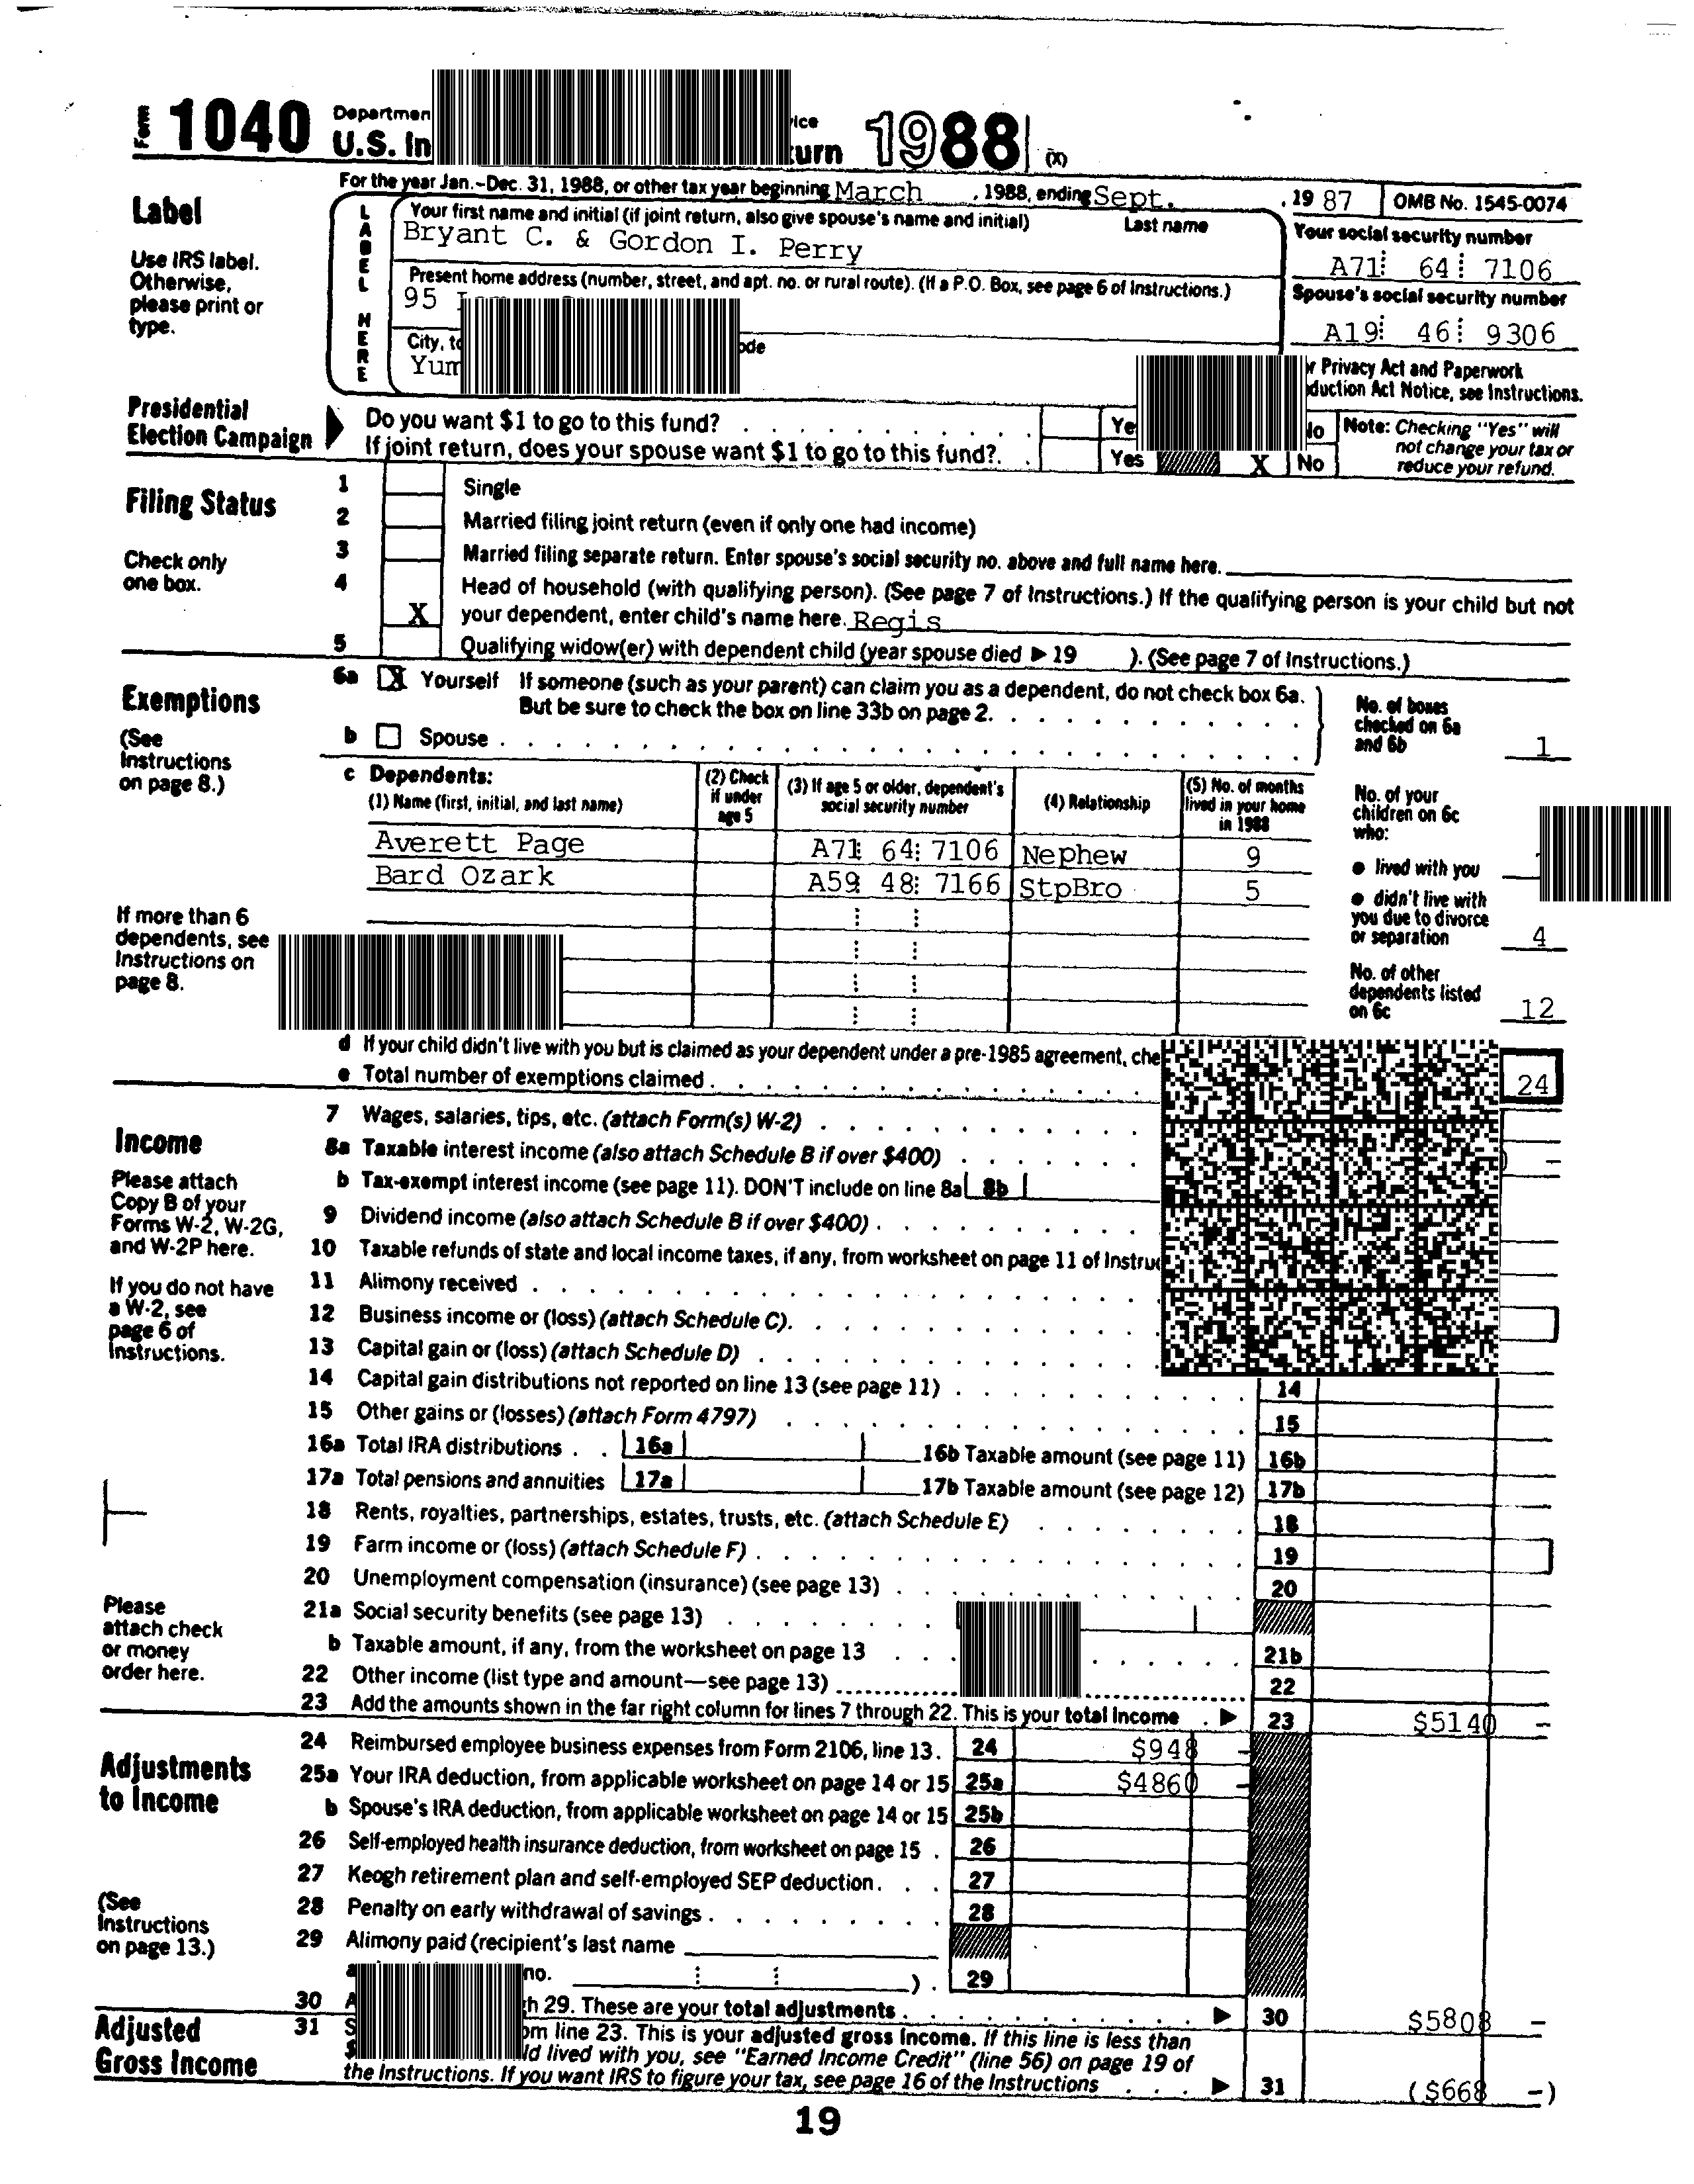 Form 1040 Departmen
U.S. In
vice
urn 1988 (X)
For the year Jan.–Dec. 31, 1988, or other tax year beginning March , 1988, ending Sept. , 19 87 OMB No. 1545-0074
Label
Use IRS label.
Otherwise,
please print or
type.
LABEL HERE
Your first name and initial (if joint return, also give spouse's name and initial) Last name
Bryant C. & Gordon I. Perry
Your social security number
A71 64 7106
Present home address (number, street, and apt. no. or rural route). (If a P.O. Box, see page 6 of Instructions.)
95
Spouse's social security number
A19 46 9306
City, to
ode
Yum
r Privacy Act and Paperwork
duction Act Notice, see Instructions.
Presidential
Election Campaign
Do you want $1 to go to this fund? Ye
If joint return, does your spouse want $1 to go to this fund? Yes X No
Note: Checking "Yes" will
not change your tax or
reduce your refund.
Filing Status
Check only
one box.
1 Single
2 Married filing joint return (even if only one had income)
3 Married filing separate return. Enter spouse's social security no. above and full name here.
4 Head of household (with qualifying person). (See page 7 of Instructions.) If the qualifying person is your child but not
X your dependent, enter child's name here. Regis
5 Qualifying widow(er) with dependent child (year spouse died ▶ 19 ). (See page 7 of Instructions.)
Exemptions
(See
Instructions
on page 8.)
6a X Yourself If someone (such as your parent) can claim you as a dependent, do not check box 6a.
But be sure to check the box on line 33b on page 2.
b Spouse
No. of boxes
checked on 6a
and 6b 1
c Dependents:
(1) Name (first, initial, and last name)
(2) Check
if under
age 5
(3) If age 5 or older, dependent's
social security number
(4) Relationship
(5) No. of months
lived in your home
in 1988
Averett Page A71 64 7106 Nephew 9
Bard Ozark A59 48 7166 StpBro 5
No. of your
children on 6c
who:
● lived with you
● didn't live with
you due to divorce
or separation 4
No. of other
dependents listed
on 6c 12
If more than 6
dependents, see
Instructions on
page 8.
d If your child didn't live with you but is claimed as your dependent under a pre-1985 agreement, che
e Total number of exemptions claimed 24
Income
Please attach
Copy B of your
Forms W-2, W-2G,
and W-2P here.
If you do not have
a W-2, see
page 6 of
Instructions.
Please
attach check
or money
order here.
7 Wages, salaries, tips, etc. (attach Form(s) W-2)
8a Taxable interest income (also attach Schedule B if over $400)
b Tax-exempt interest income (see page 11). DON'T include on line 8a 8b
9 Dividend income (also attach Schedule B if over $400)
10 Taxable refunds of state and local income taxes, if any, from worksheet on page 11 of Instruc
11 Alimony received
12 Business income or (loss) (attach Schedule C)
13 Capital gain or (loss) (attach Schedule D)
14 Capital gain distributions not reported on line 13 (see page 11) 14
15 Other gains or (losses) (attach Form 4797) 15
16a Total IRA distributions 16a 16b Taxable amount (see page 11) 16b
17a Total pensions and annuities 17a 17b Taxable amount (see page 12) 17b
18 Rents, royalties, partnerships, estates, trusts, etc. (attach Schedule E) 18
19 Farm income or (loss) (attach Schedule F) 19
20 Unemployment compensation (insurance) (see page 13) 20
21a Social security benefits (see page 13)
b Taxable amount, if any, from the worksheet on page 13 21b
22 Other income (list type and amount—see page 13) 22
23 Add the amounts shown in the far right column for lines 7 through 22. This is your total income ▶ 23 $5140 -
Adjustments
to Income
(See
Instructions
on page 13.)
24 Reimbursed employee business expenses from Form 2106, line 13. 24 $948 -
25a Your IRA deduction, from applicable worksheet on page 14 or 15 25a $4860 -
b Spouse's IRA deduction, from applicable worksheet on page 14 or 15 25b
26 Self-employed health insurance deduction, from worksheet on page 15 26
27 Keogh retirement plan and self-employed SEP deduction 27
28 Penalty on early withdrawal of savings 28
29 Alimony paid (recipient's last name
no. ) 29
30 A h 29. These are your total adjustments ▶ 30 $5808 -
Adjusted
Gross Income
31 S om line 23. This is your adjusted gross income. If this line is less than
ld lived with you, see "Earned Income Credit" (line 56) on page 19 of
the Instructions. If you want IRS to figure your tax, see page 16 of the Instructions ▶ 31 ($668 -)
19